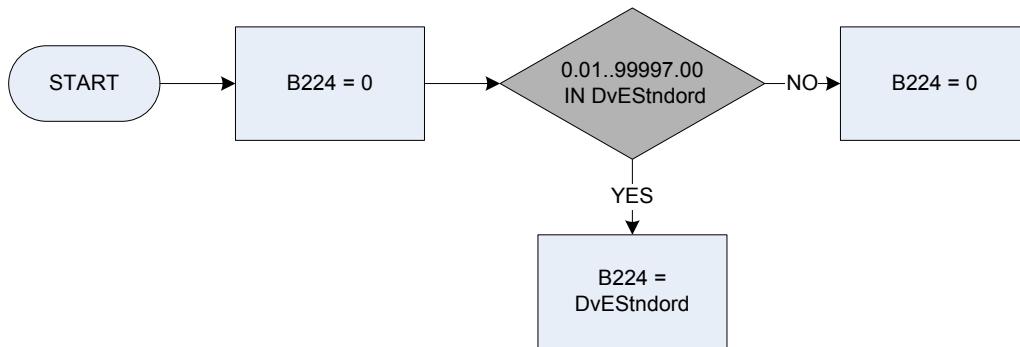 START
B224 = 0
0.01..99997.00
IN DvEStndord
NO
B224 = 0
YES
B224 =
DvEStndord